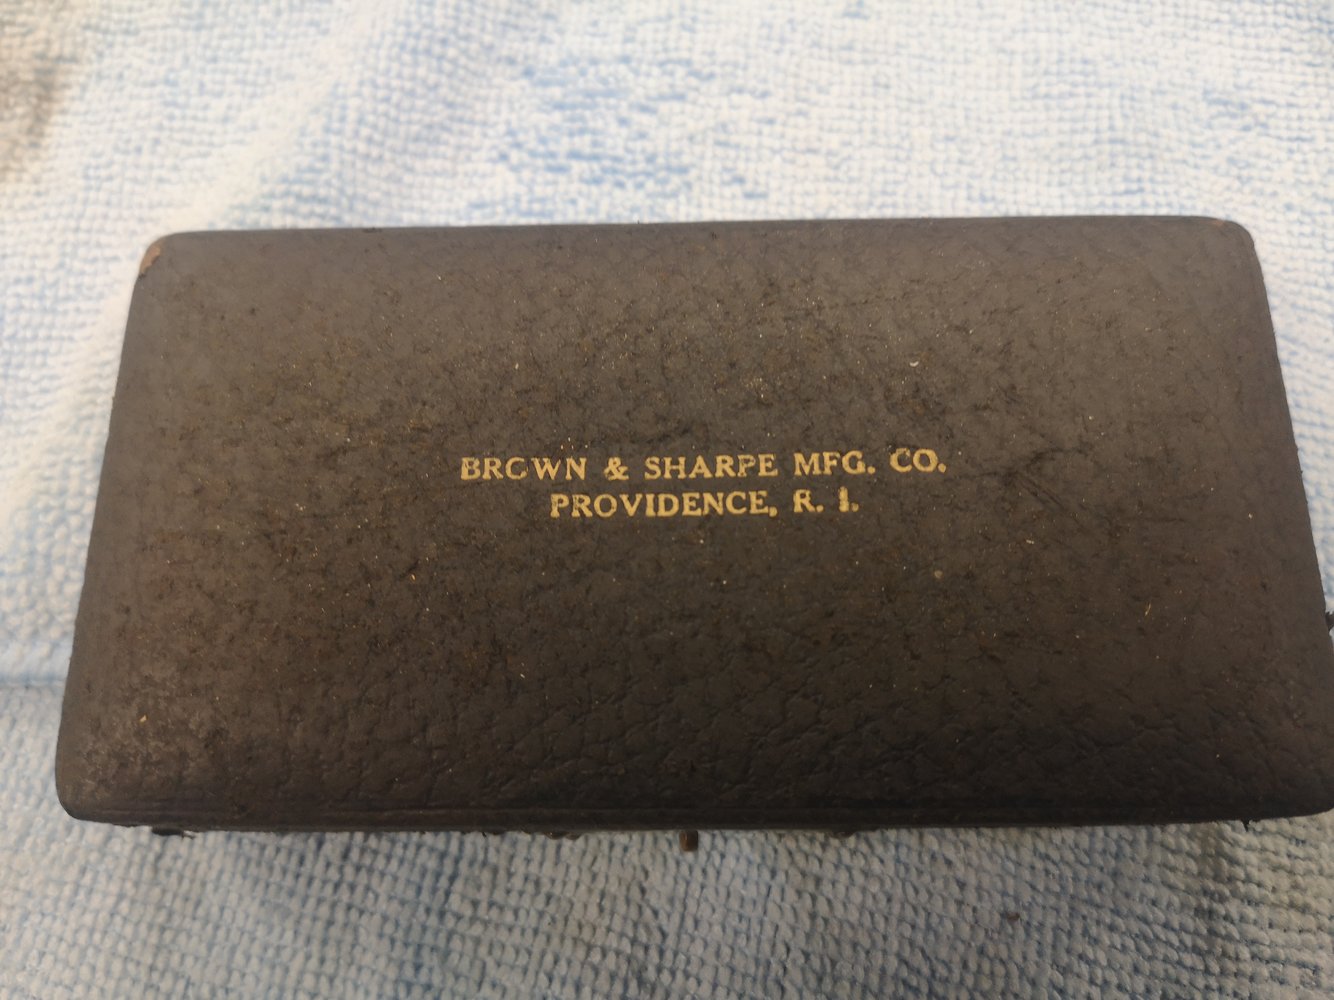 BROWN & SHARPE MFG. CO.
PROVIDENCE, R. I.